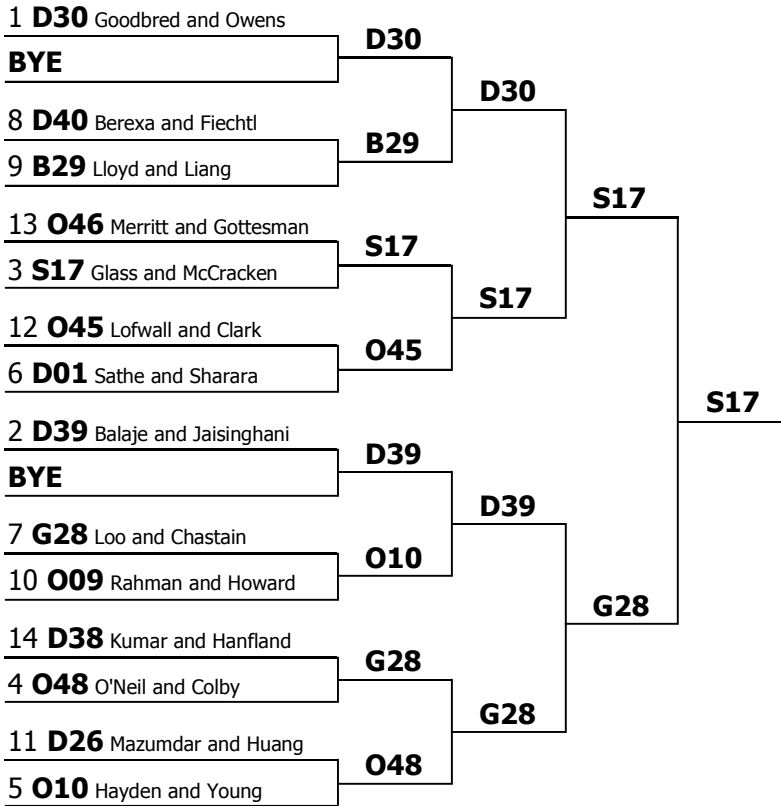 1 D30 Goodbred and Owens
BYE
8 D40 Berexa and Fiechtl
9 B29 Lloyd and Liang
13 O46 Merritt and Gottesman
3 S17 Glass and McCracken
12 O45 Lofwall and Clark
6 D01 Sathe and Sharara
2 D39 Balaje and Jaisinghani
BYE
7 G28 Loo and Chastain
10 O09 Rahman and Howard
14 D38 Kumar and Hanfland
4 O48 O'Neil and Colby
11 D26 Mazumdar and Huang
5 O10 Hayden and Young
D30
B29
S17
O45
D39
O10
G28
O48
D30
S17
D39
G28
S17
G28
S17